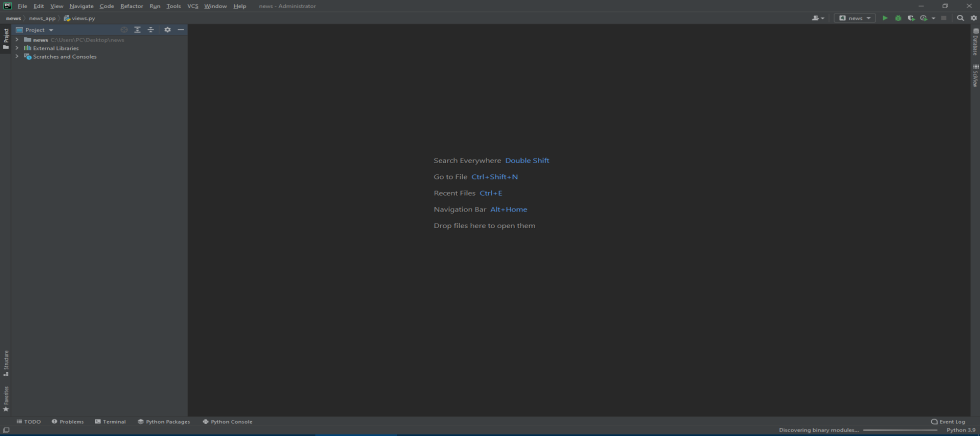 PC File Edit View Navigate Code Refactor Run Tools VCS Window Help news - Administrator
news news_app views.py news
Project
news C:\Users\PC\Desktop\news
External Libraries
Scratches and Consoles
Project
Structure
Favorites
Search Everywhere Double Shift
Go to File Ctrl+Shift+N
Recent Files Ctrl+E
Navigation Bar Alt+Home
Drop files here to open them
Database
SciView
TODO Problems Terminal Python Packages Python Console Event Log
Discovering binary modules... Python 3.9